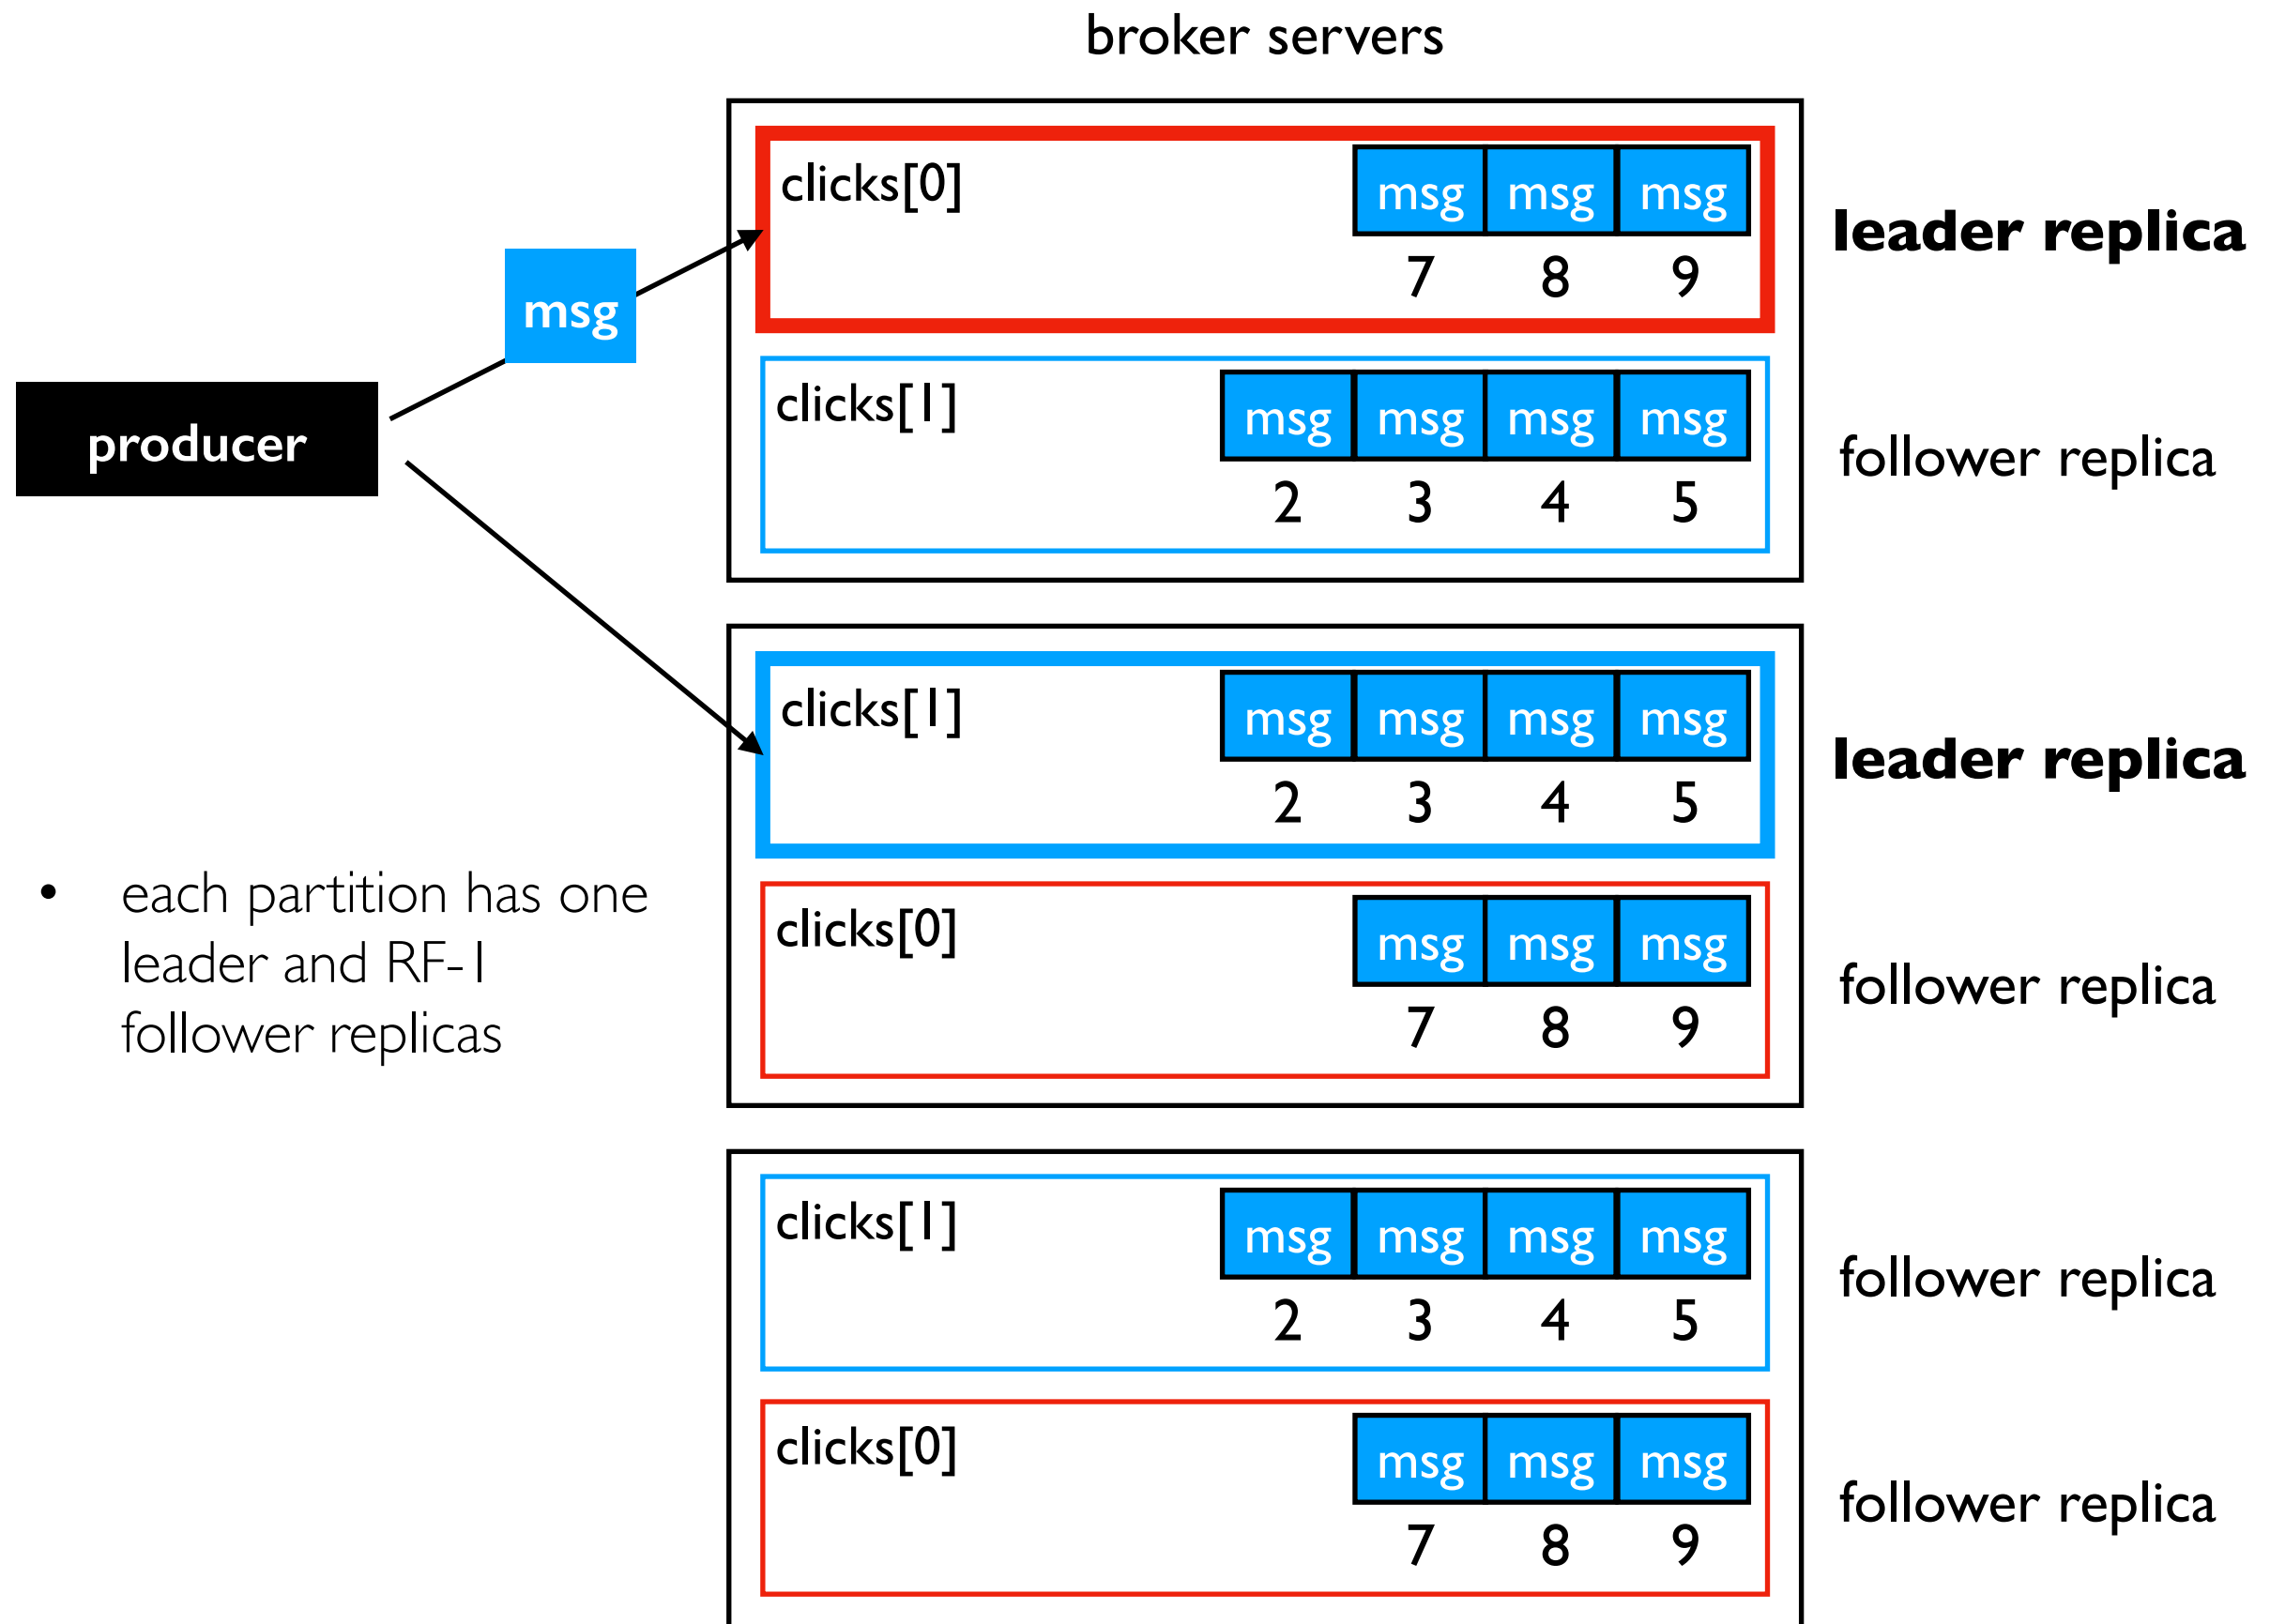 broker servers
clicks[0]
msg msg msg
7 8 9
leader replica
msg
clicks[1]
msg msg msg msg
2 3 4 5
follower replica
producer
clicks[1]
msg msg msg msg
2 3 4 5
leader replica
• each partition has one
leader and RF-1
follower replicas
clicks[0]
msg msg msg
7 8 9
follower replica
clicks[1]
msg msg msg msg
2 3 4 5
follower replica
clicks[0]
msg msg msg
7 8 9
follower replica